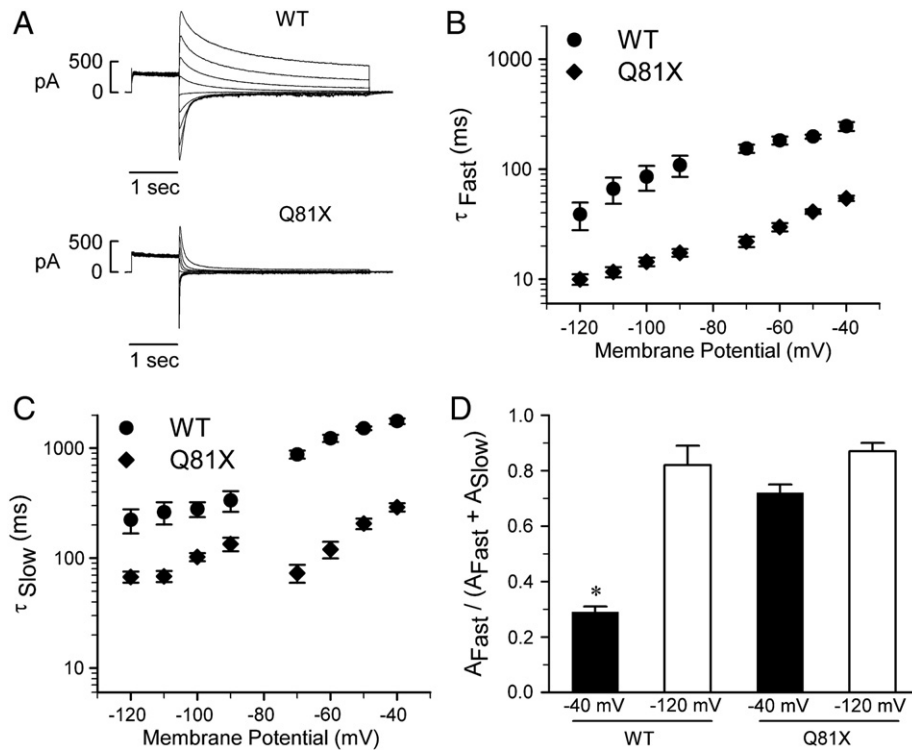 A
WT
500
pA
0
1 sec
Q81X
500
pA
0
1 sec
B
WT
Q81X
τ Fast (ms)
1000
100
10
-120 -100 -80 -60 -40
Membrane Potential (mV)
C
WT
Q81X
τ Slow (ms)
1000
100
10
-120 -100 -80 -60 -40
Membrane Potential (mV)
D
AFast / (AFast + ASlow)
1.0
0.8
0.6
0.4
0.2
0.0
*
-40 mV -120 mV -40 mV -120 mV
WT Q81X